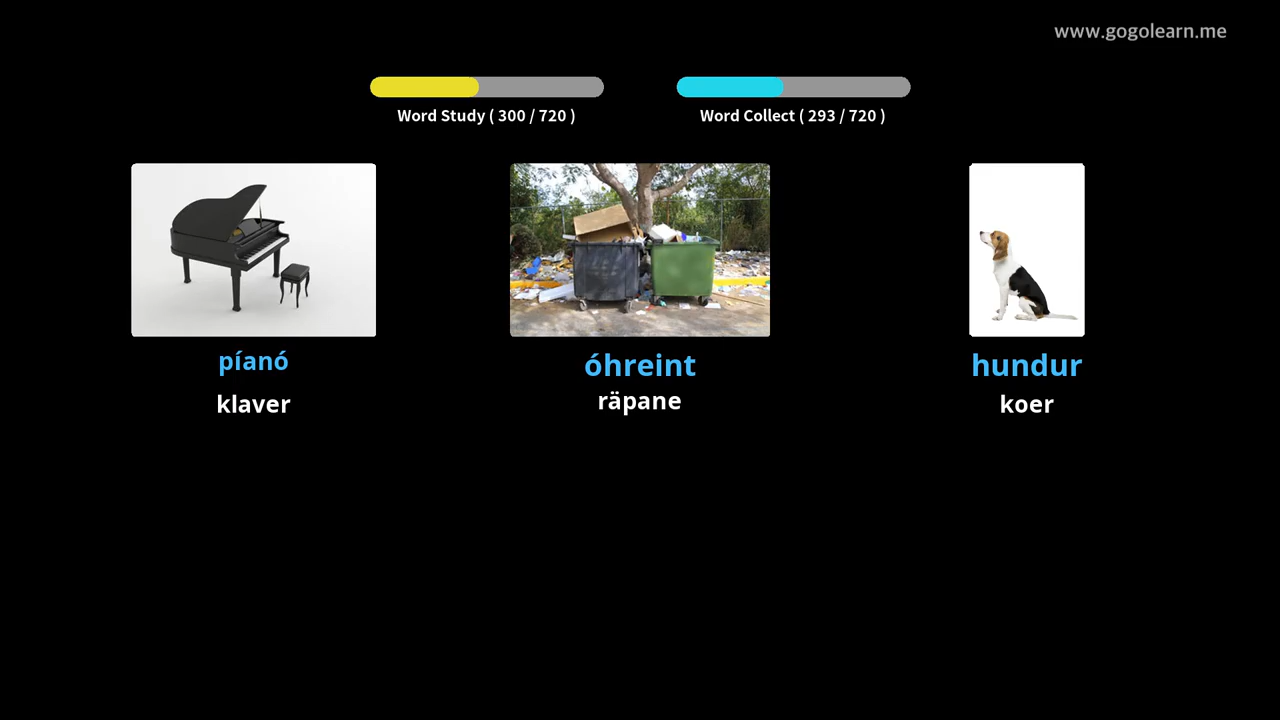 www.gogolearn.me
Word Study ( 300 / 720 )
Word Collect ( 293 / 720 )
píanó
óhreint
hundur
klaver
räpane
koer